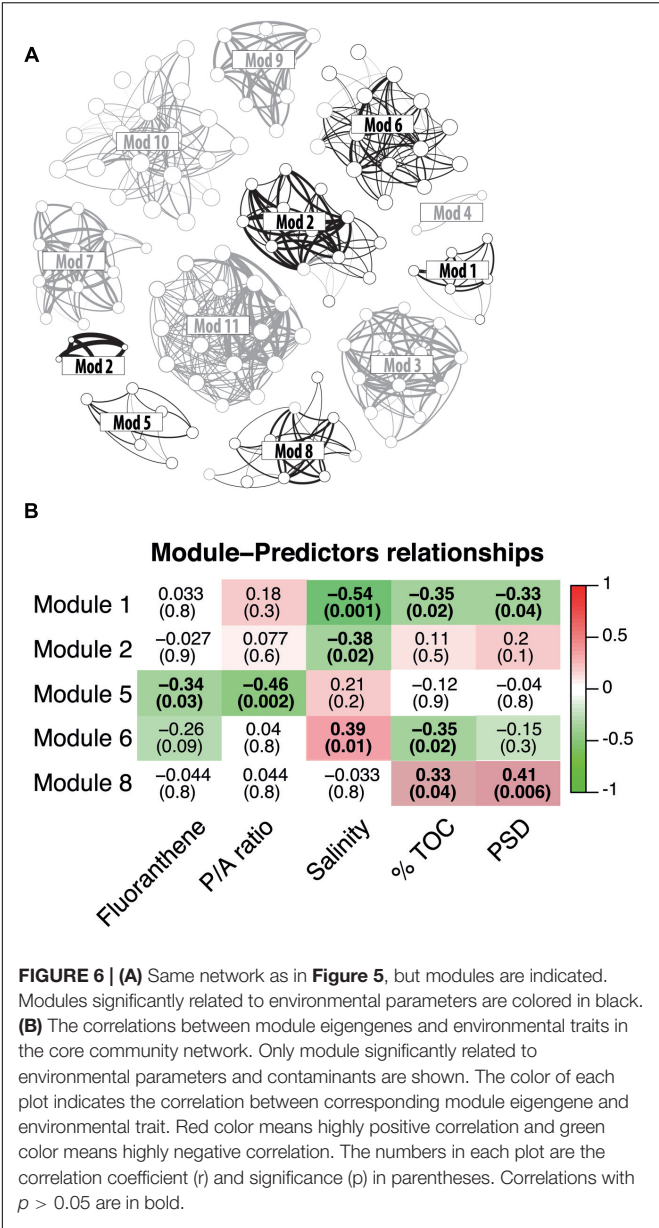 A
Mod 9
Mod 10
Mod 6
Mod 2
Mod 4
Mod 7
Mod 1
Mod 11
Mod 3
Mod 2
Mod 5
Mod 8
B
Module–Predictors relationships
Module 1 0.033 (0.8) 0.18 (0.3) −0.54 (0.001) −0.35 (0.02) −0.33 (0.04)
Module 2 −0.027 (0.9) 0.077 (0.6) −0.38 (0.02) 0.11 (0.5) 0.2 (0.1)
Module 5 −0.34 (0.03) −0.46 (0.002) 0.21 (0.2) −0.12 (0.9) −0.04 (0.8)
Module 6 −0.26 (0.09) 0.04 (0.8) 0.39 (0.01) −0.35 (0.02) −0.15 (0.3)
Module 8 −0.044 (0.8) 0.044 (0.8) −0.033 (0.8) 0.33 (0.04) 0.41 (0.006)
1
0.5
0
-0.5
-1
Fluoranthene P/A ratio Salinity % TOC PSD
FIGURE 6 | (A) Same network as in Figure 5, but modules are indicated.
Modules significantly related to environmental parameters are colored in black.
(B) The correlations between module eigengenes and environmental traits in
the core community network. Only module significantly related to
environmental parameters and contaminants are shown. The color of each
plot indicates the correlation between corresponding module eigengene and
environmental trait. Red color means highly positive correlation and green
color means highly negative correlation. The numbers in each plot are the
correlation coefficient (r) and significance (p) in parentheses. Correlations with
p > 0.05 are in bold.